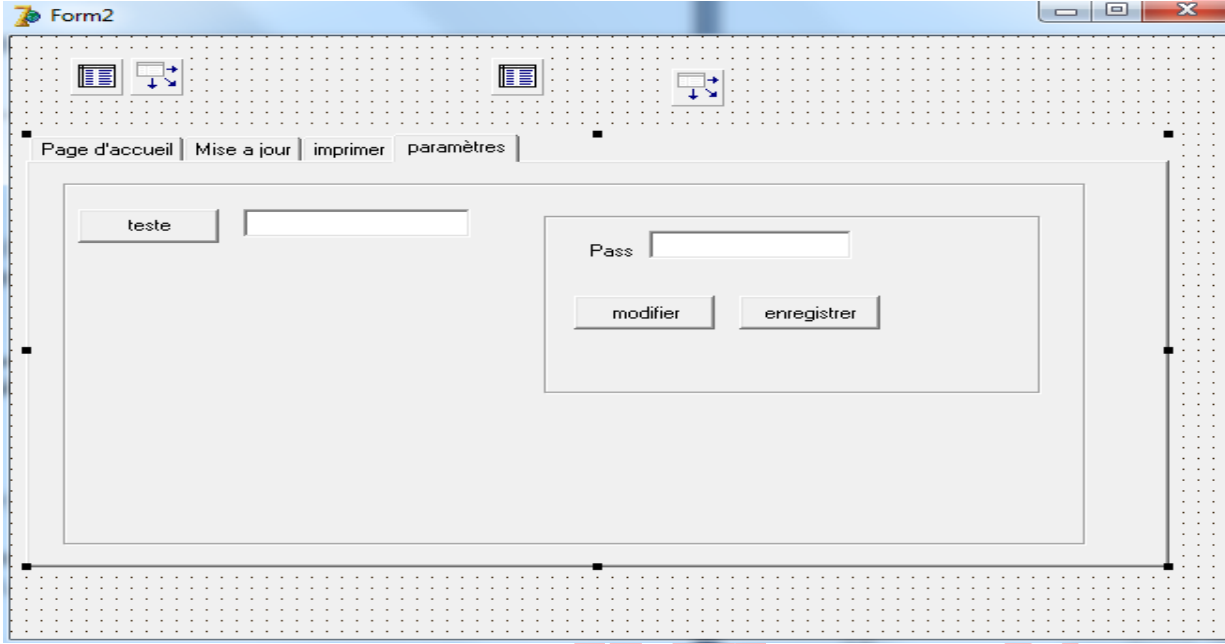 Form2
Page d'accueil Mise a jour imprimer paramètres
teste
Pass
modifier enregistrer